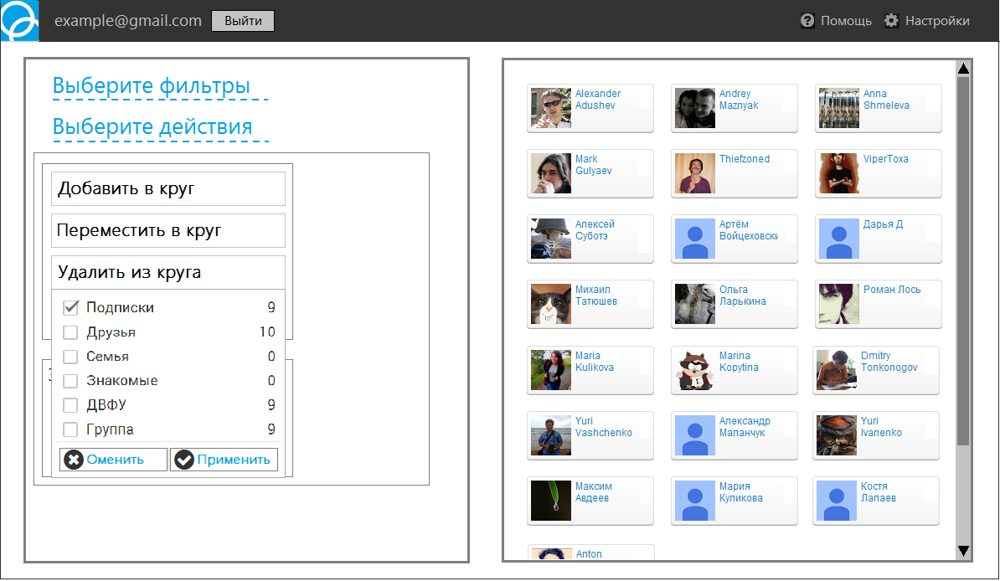 example@gmail.com
Выйти
Помощь
Настройки
Выберите фильтры
Выберите действия
Добавить в круг
Переместить в круг
Удалить из круга
Подписки 9
Друзья 10
Семья 0
Знакомые 0
ДВФУ 9
Группа 9
Оменить
Применить
Alexander
Adushev
Andrey
Maznyak
Anna
Shmeleva
Mark
Gulyaev
Thiefzoned
ViperToxa
Алексей
Суботэ
Артём
Войцеховски
Дарья Д
Михаил
Татюшев
Ольга
Ларькина
Роман Лось
Maria
Kulikova
Marina
Kopytina
Dmitry
Tonkonogov
Yuri
Vashchenko
Александр
Маланчук
Yuri
Ivanenko
Максим
Авдеев
Мария
Куликова
Костя
Лапаев
Anton